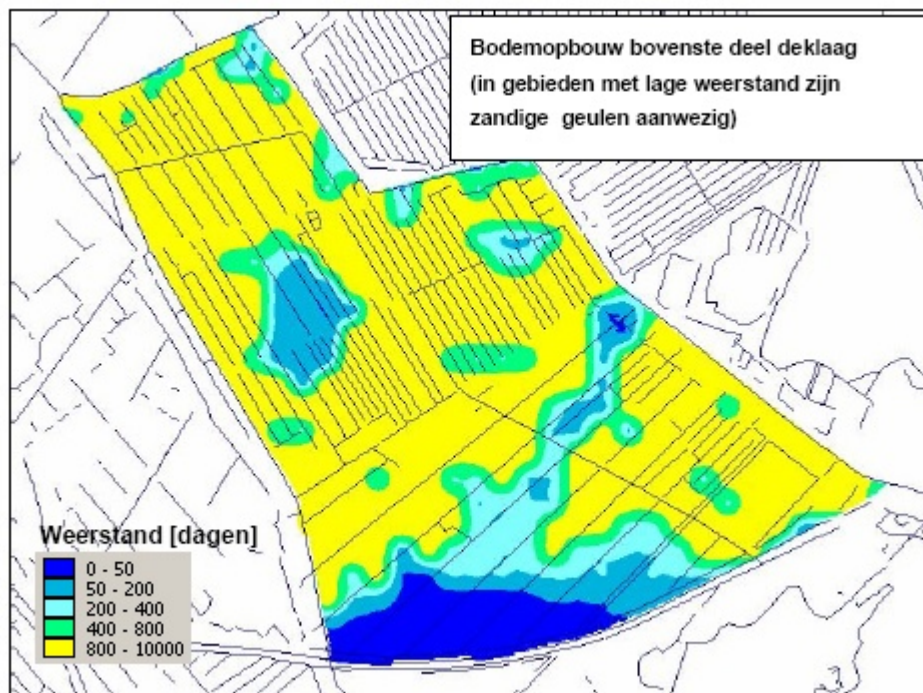 Bodemopbouw bovenste deel deklaag
(in gebieden met lage weerstand zijn
zandige geulen aanwezig)
Weerstand [dagen]
0 - 50
50 - 200
200 - 400
400 - 800
800 - 10000